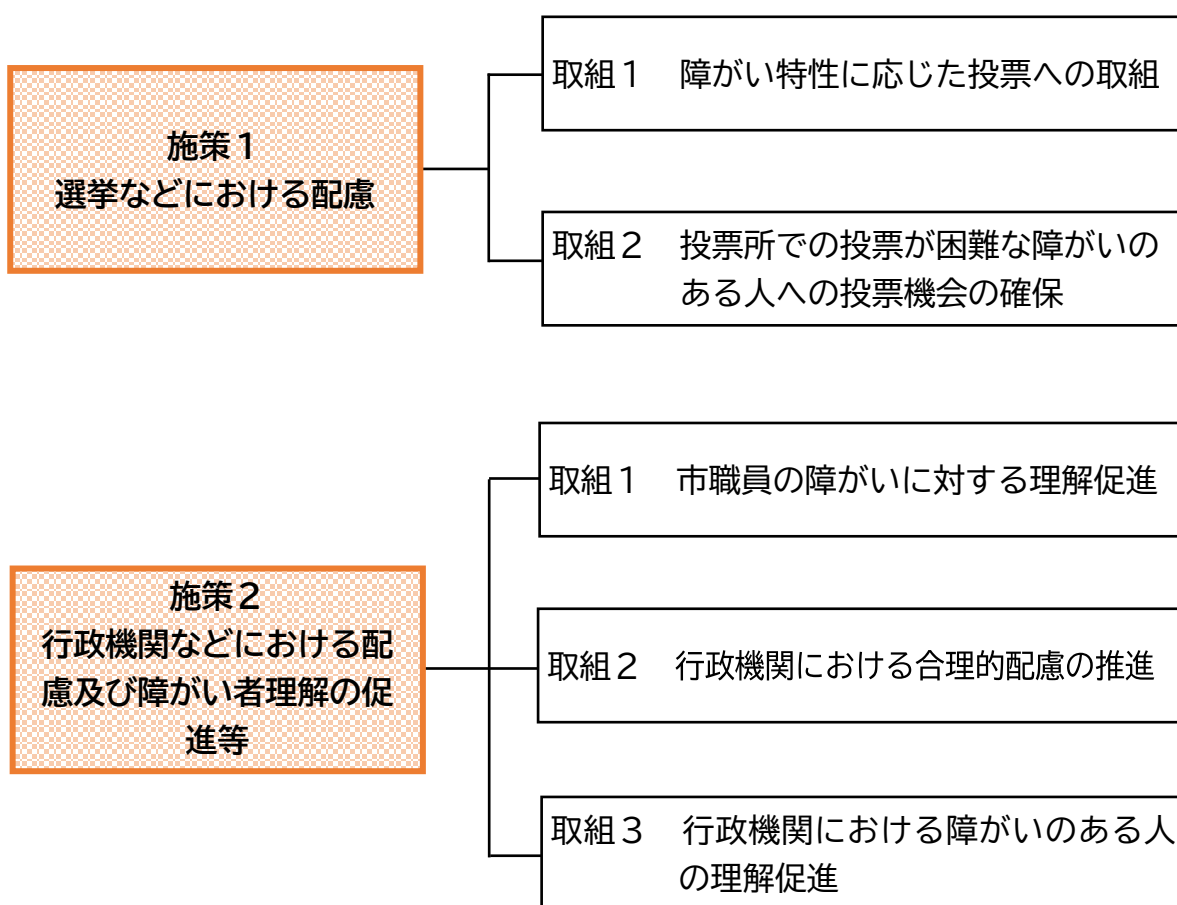 施策１
選挙などにおける配慮
取組１　障がい特性に応じた投票への取組
取組２　投票所での投票が困難な障がいの
ある人への投票機会の確保
施策２
行政機関などにおける配
慮及び障がい者理解の促
進等
取組１　市職員の障がいに対する理解促進
取組２　行政機関における合理的配慮の推進
取組３　行政機関における障がいのある人
の理解促進